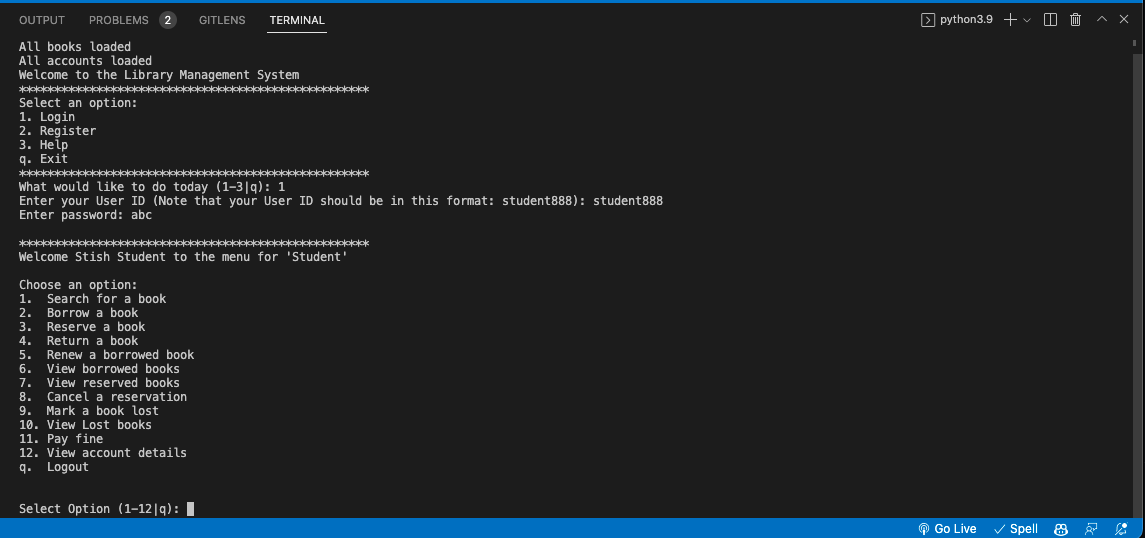 OUTPUT PROBLEMS 2 GITLENS TERMINAL python3.9
All books loaded
All accounts loaded
Welcome to the Library Management System
**************************************************
Select an option:
1. Login
2. Register
3. Help
q. Exit
**************************************************
What would like to do today (1-3|q): 1
Enter your User ID (Note that your User ID should be in this format: student888): student888
Enter password: abc
**************************************************
Welcome Stish Student to the menu for 'Student'
Choose an option:
1. Search for a book
2. Borrow a book
3. Reserve a book
4. Return a book
5. Renew a borrowed book
6. View borrowed books
7. View reserved books
8. Cancel a reservation
9. Mark a book lost
10. View Lost books
11. Pay fine
12. View account details
q. Logout
Select Option (1-12|q):
Go Live Spell